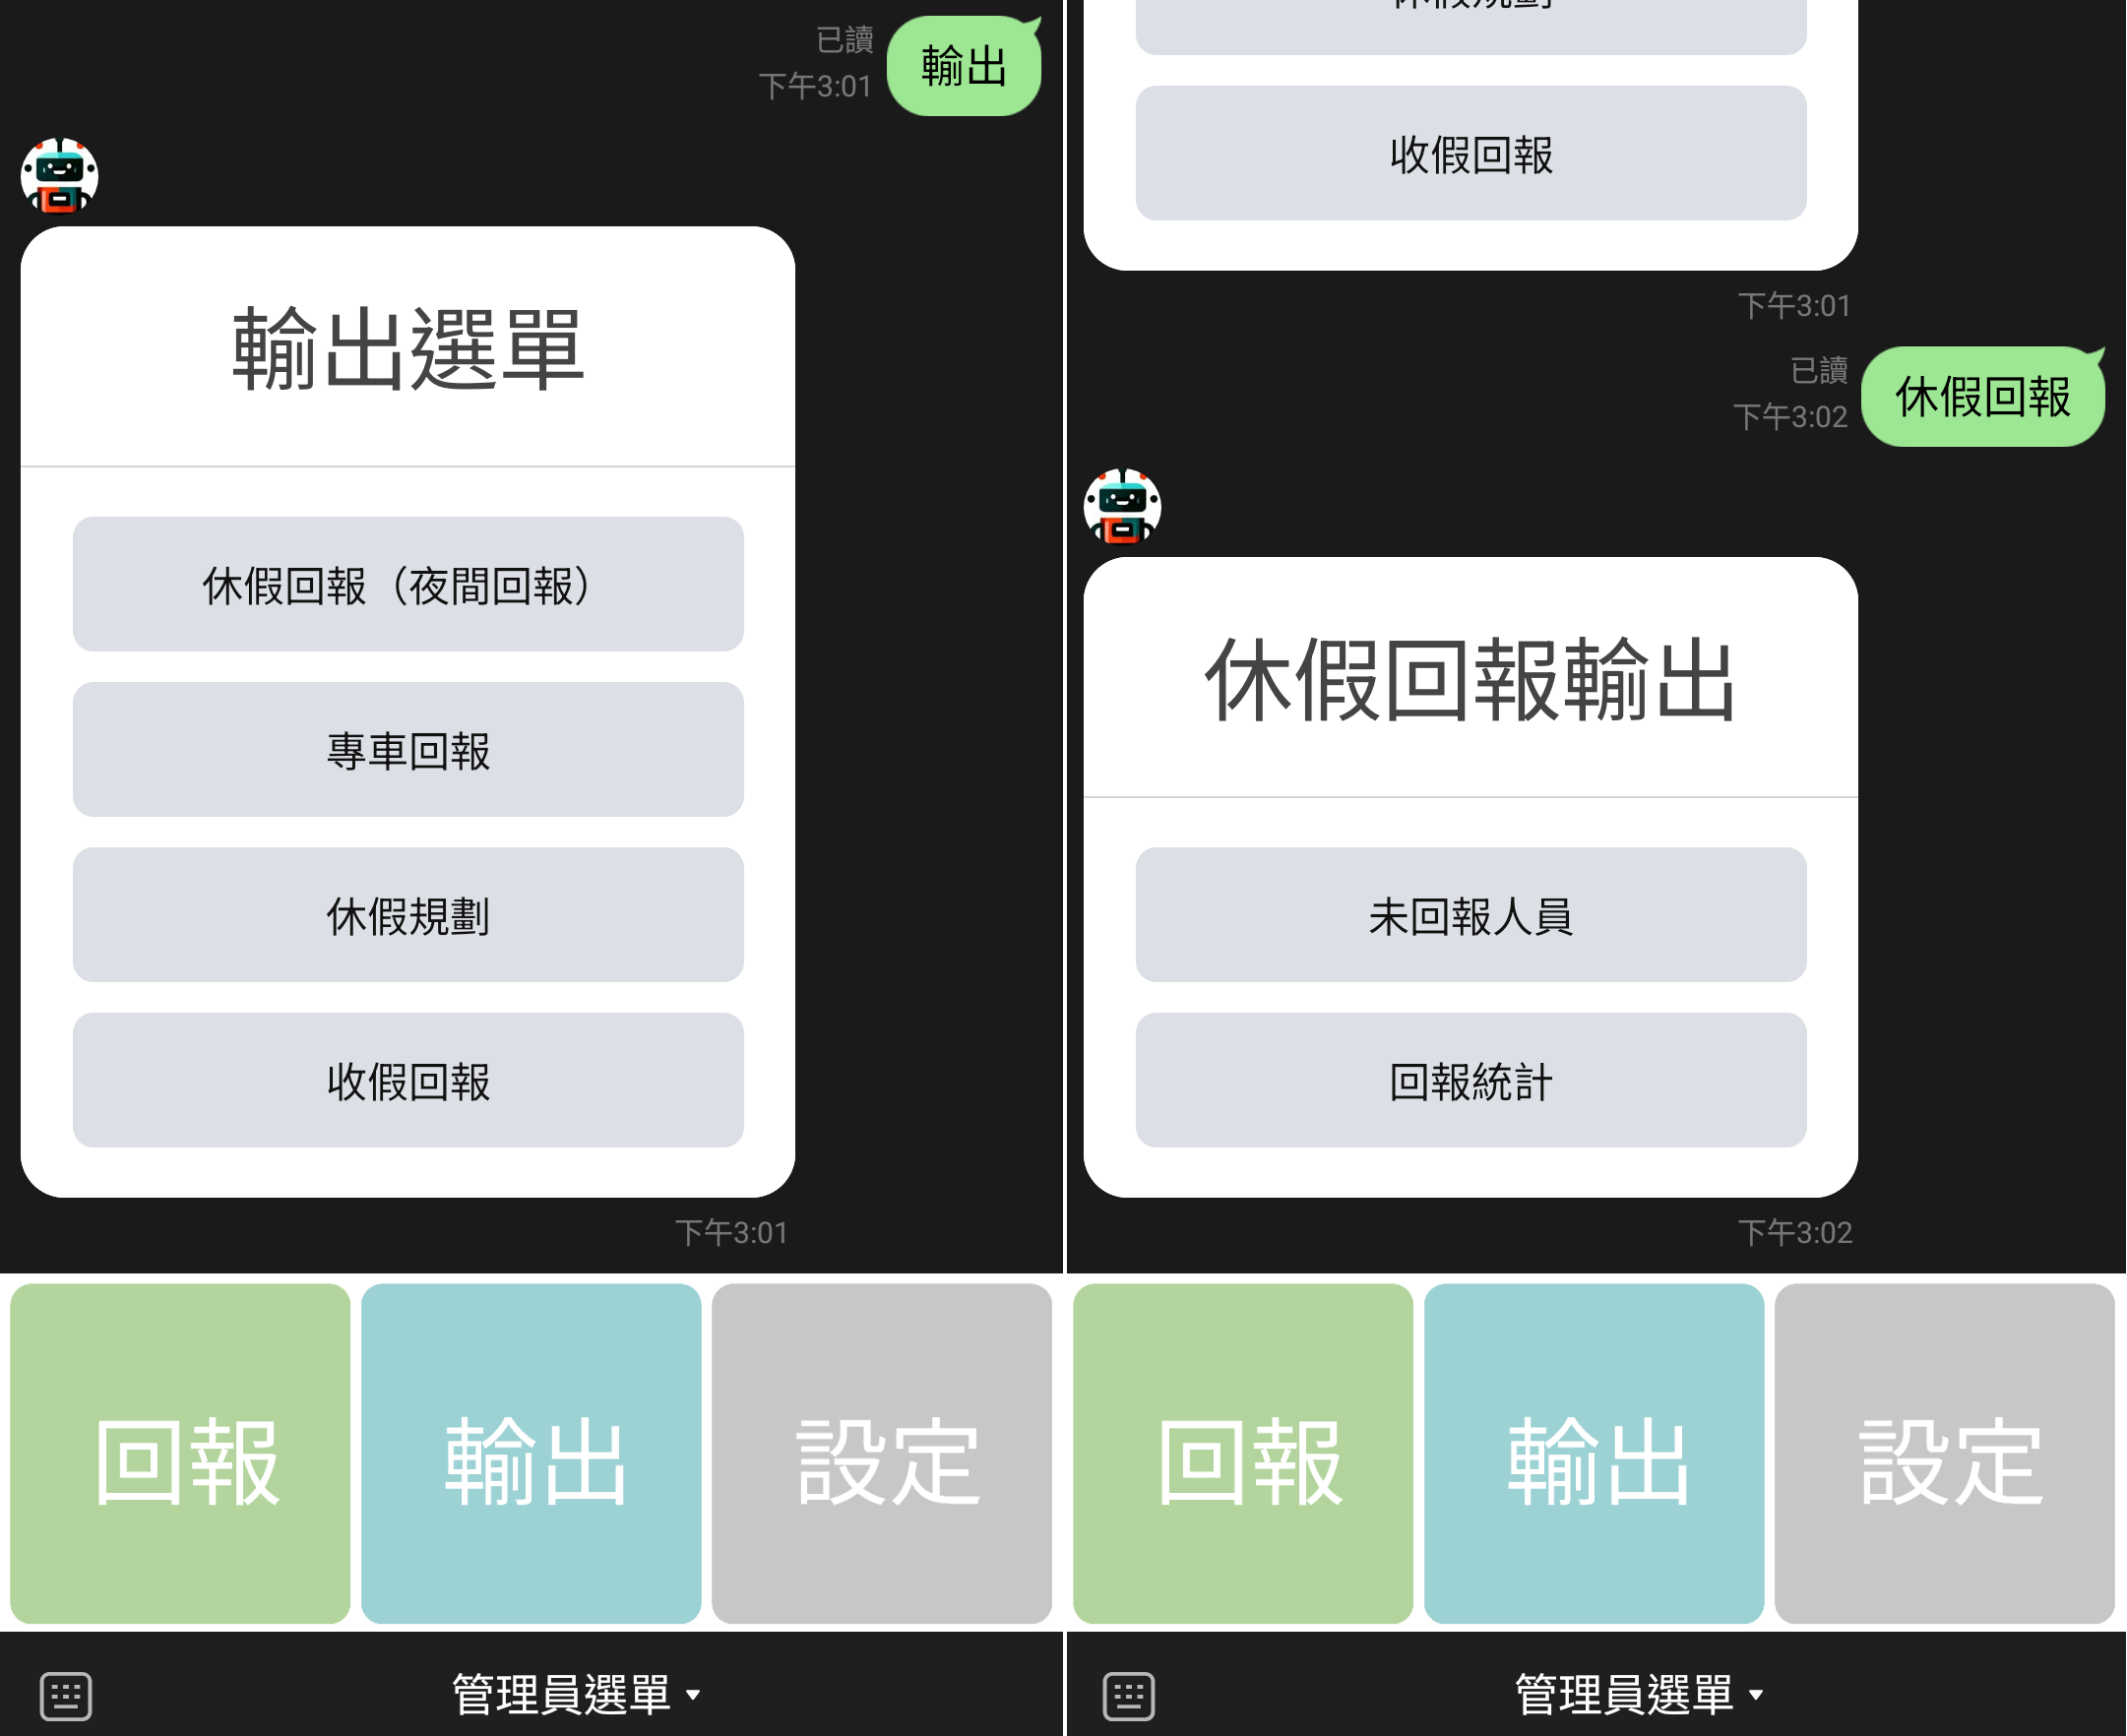 已讀
下午3:01
輸出
輸出選單
休假回報（夜間回報）
專車回報
休假規劃
收假回報
下午3:01
回報
輸出
設定
管理員選單
休假規劃
收假回報
下午3:01
已讀
下午3:02
休假回報
休假回報輸出
未回報人員
回報統計
下午3:02
回報
輸出
設定
管理員選單